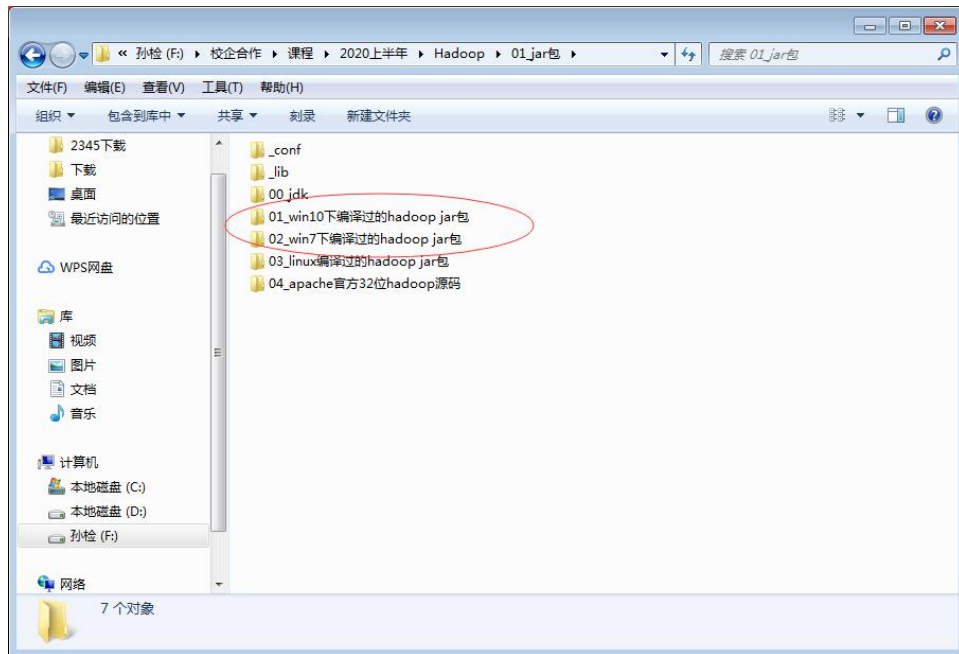 « 孙检 (F:) ▸ 校企合作 ▸ 课程 ▸ 2020上半年 ▸ Hadoop ▸ 01_jar包 ▸
搜索 01_jar包
文件(F) 编辑(E) 查看(V) 工具(T) 帮助(H)
组织 包含到库中 共享 刻录 新建文件夹
2345下载
下载
桌面
最近访问的位置
WPS网盘
库
视频
图片
文档
音乐
计算机
本地磁盘 (C:)
本地磁盘 (D:)
孙检 (F:)
网络
_conf
_lib
00_jdk
01_win10下编译过的hadoop jar包
02_win7下编译过的hadoop jar包
03_linux编译过的hadoop jar包
04_apache官方32位hadoop源码
7 个对象